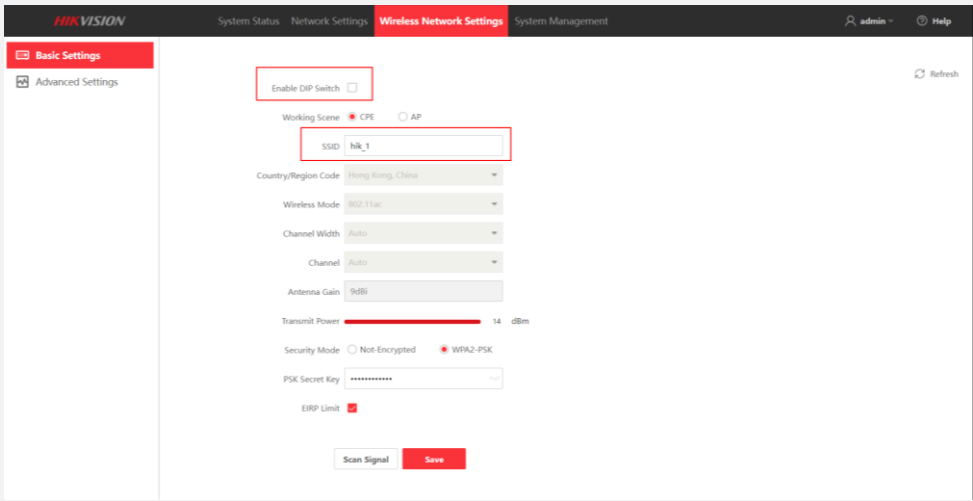 HIKVISION System Status Network Settings Wireless Network Settings System Management admin Help
Basic Settings
Advanced Settings
Refresh
Enable DIP Switch
Working Scene CPE AP
SSID hik_1
Country/Region Code Hong Kong, China
Wireless Mode 802.11ac
Channel Width Auto
Channel Auto
Antenna Gain 9dBi
Transmit Power 14 dBm
Security Mode Not-Encrypted WPA2-PSK
PSK Secret Key ••••••••••••
EIRP Limit
Scan Signal Save